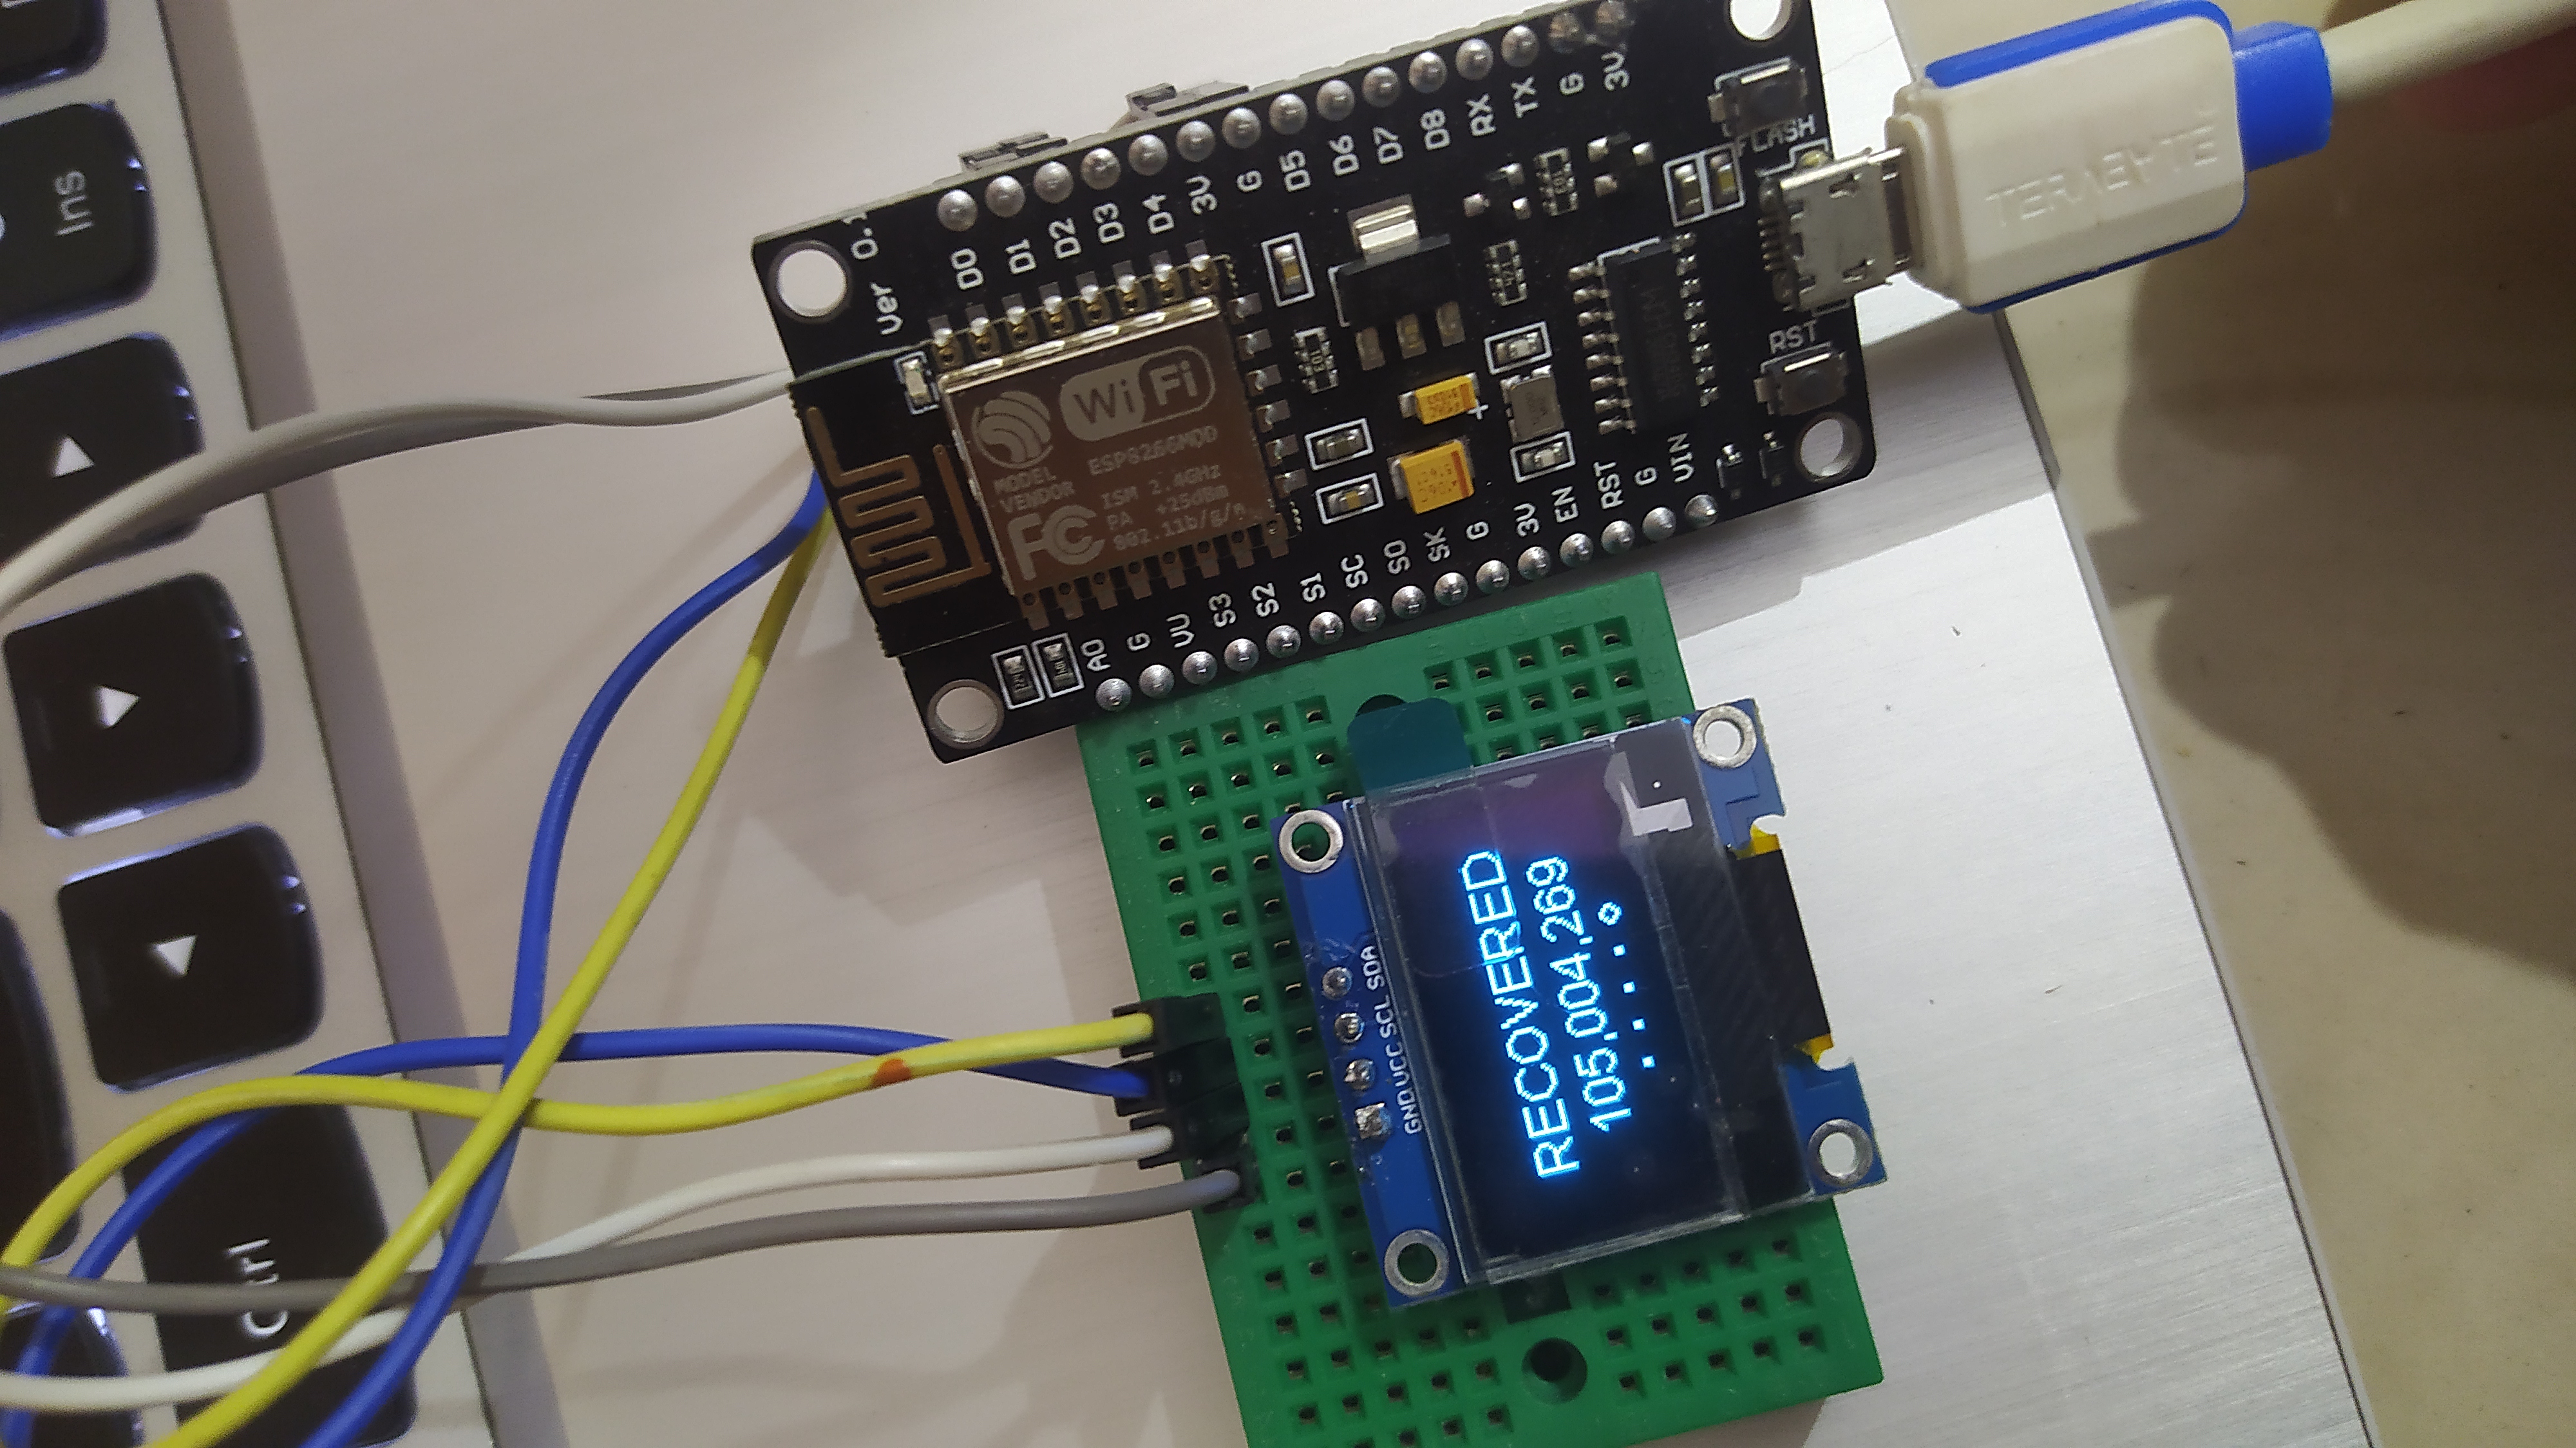 Ins
Ctrl
Ver 0.1
D0
D1
D2
D3
D4
3V
G
D5
D6
D7
D8
RX
TX
G
3V
FLASH
TERABYTE
WiFi
ESP8266MOD
MODEL
VENDOR
ISM 2.4GHz
PA +25dBm
802.11b/g/n
FC
RST
A0
G
VU
S3
S2
S1
SC
S0
SK
G
3V
EN
RST
G
VIN
GND VCC SCL SDA
RECOVERED
105,004,269